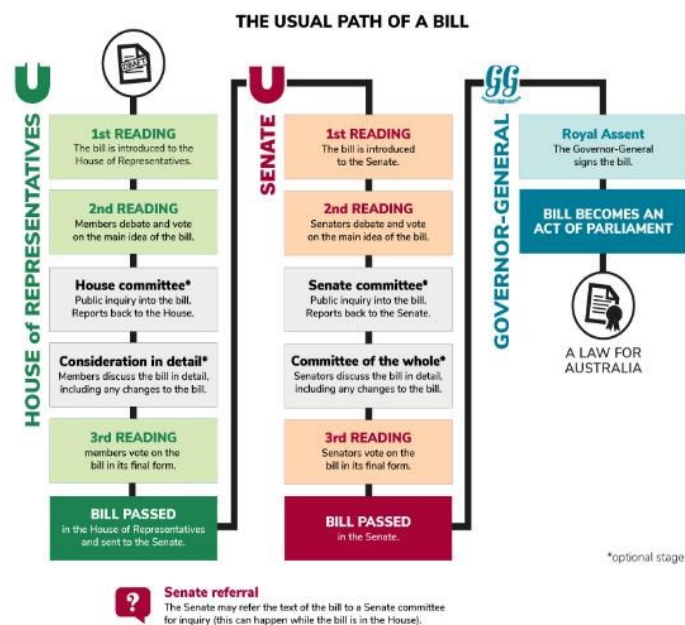 THE USUAL PATH OF A BILL
DRAFT
HOUSE of REPRESENTATIVES
1st READING
The bill is introduced to the
House of Representatives.
2nd READING
Members debate and vote
on the main idea of the bill.
House committee*
Public inquiry into the bill.
Reports back to the House.
Consideration in detail*
Members discuss the bill in detail,
including any changes to the bill.
3rd READING
members vote on the
bill in its final form.
BILL PASSED
in the House of Representatives
and sent to the Senate.
SENATE
1st READING
The bill is introduced
to the Senate.
2nd READING
Senators debate and vote
on the main idea of the bill.
Senate committee*
Public inquiry into the bill.
Reports back to the Senate.
Committee of the whole*
Senators discuss the bill in detail,
including any changes to the bill.
3rd READING
Senators vote on the
bill in its final form.
BILL PASSED
in the Senate.
GG
GOVERNOR-GENERAL
Royal Assent
The Governor-General
signs the bill.
BILL BECOMES AN
ACT OF PARLIAMENT
A LAW FOR
AUSTRALIA
*optional stage
?
Senate referral
The Senate may refer the text of the bill to a Senate committee
for inquiry (this can happen while the bill is in the House).